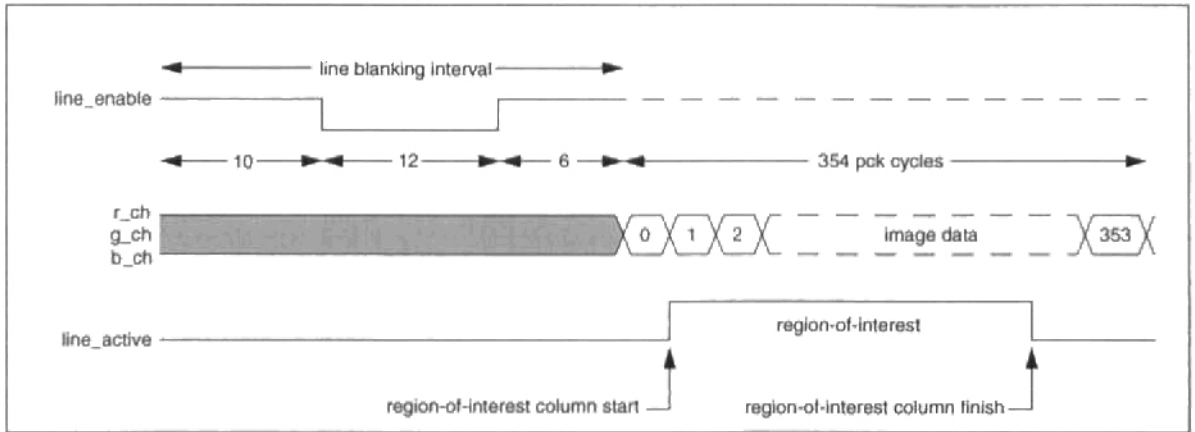 line blanking interval
line_enable
10 12 6 354 pck cycles
r_ch
g_ch
b_ch
0 1 2 image data 353
region-of-interest
line_active
region-of-interest column start region-of-interest column finish